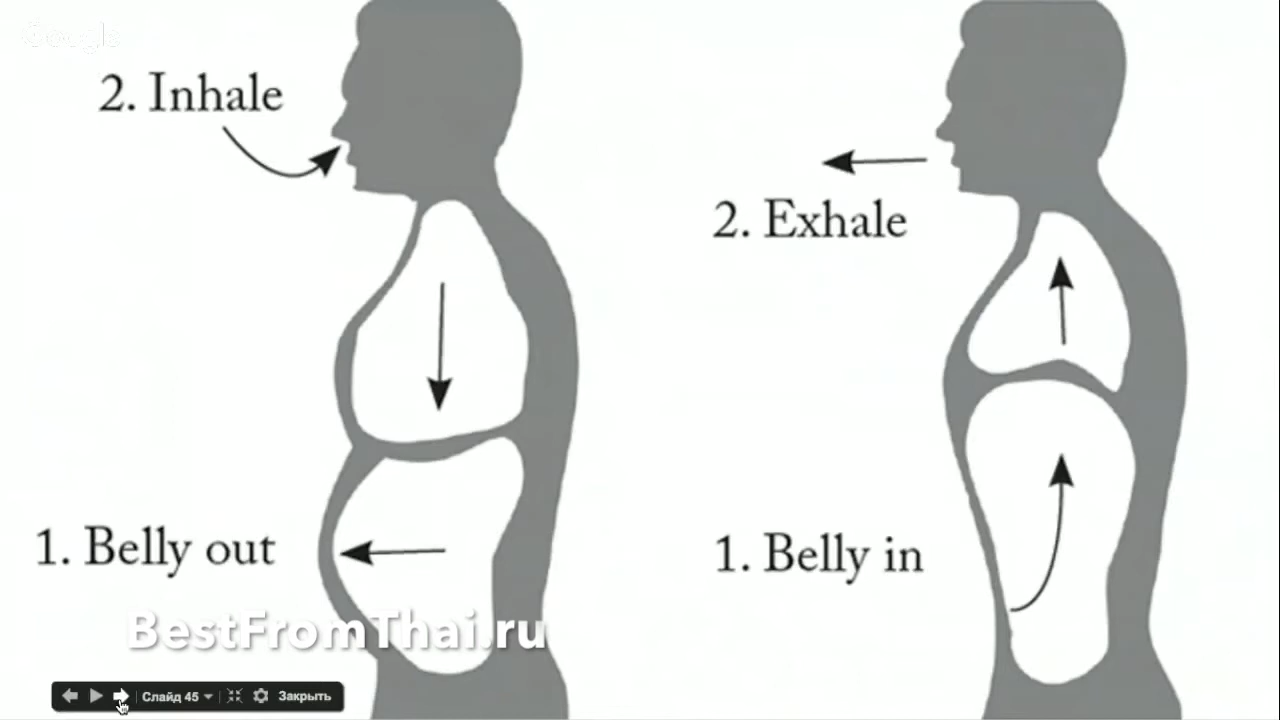 Google
2. Inhale
2. Exhale
1. Belly out
1. Belly in
BestFromThai.ru
Слайд 45
Закрыть